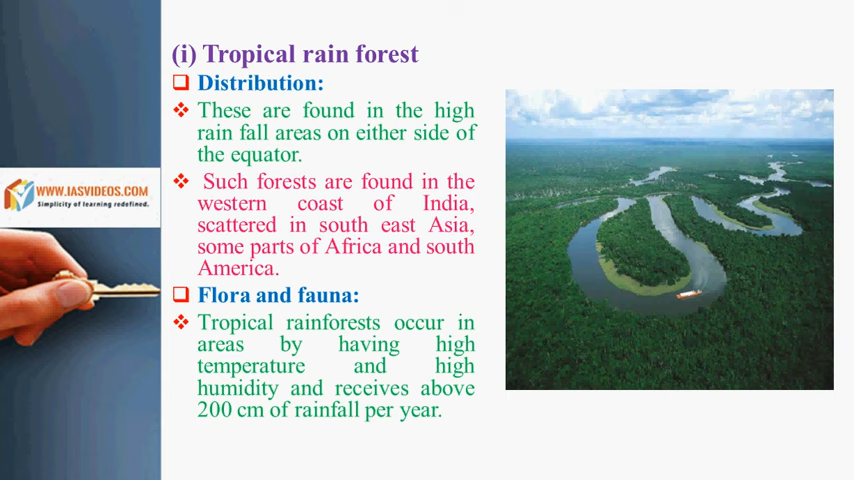 (i) Tropical rain forest
Distribution:
These are found in the high
rain fall areas on either side of
the equator.
Such forests are found in the
western coast of India,
scattered in south east Asia,
some parts of Africa and south
America.
Flora and fauna:
Tropical rainforests occur in
areas by having high
temperature and high
humidity and receives above
200 cm of rainfall per year.
WWW.IASVIDEOS.COM
Simplicity of learning redefined.